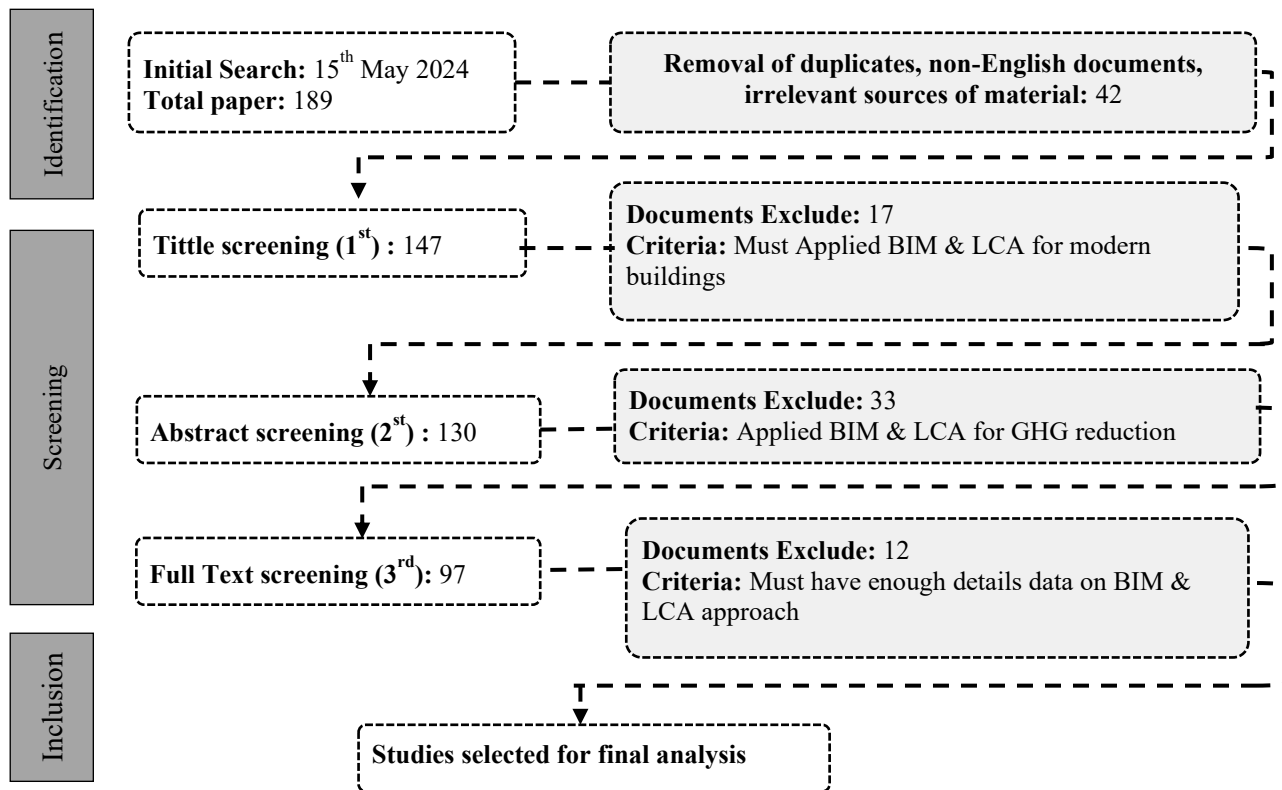 Identification
Initial Search: 15th May 2024
Total paper: 189
Removal of duplicates, non-English documents,
irrelevant sources of material: 42
Screening
Tittle screening (1st) : 147
Documents Exclude: 17
Criteria: Must Applied BIM & LCA for modern
buildings
Abstract screening (2st) : 130
Documents Exclude: 33
Criteria: Applied BIM & LCA for GHG reduction
Full Text screening (3rd): 97
Documents Exclude: 12
Criteria: Must have enough details data on BIM &
LCA approach
Inclusion
Studies selected for final analysis